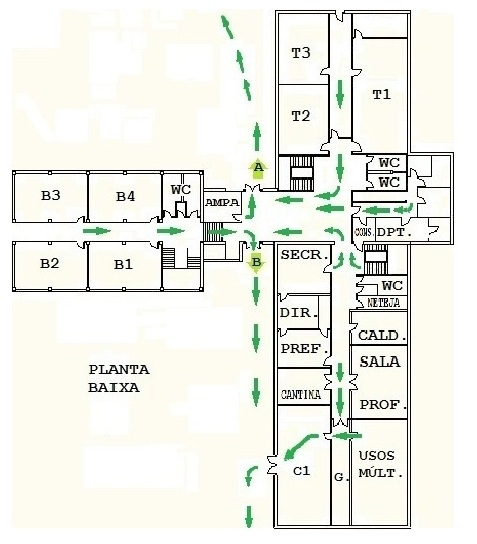 T3
T1
T2
A
WC
WC
B3
B4
WC
AMPA
CONS.
DPT.
B2
B1
B
SECR.
WC
NETEJA
DIR.
CALD.
PREF.
SALA
PROF.
PLANTA
BAIXA
CANTINA
C1
G.
USOS
MÚLT.